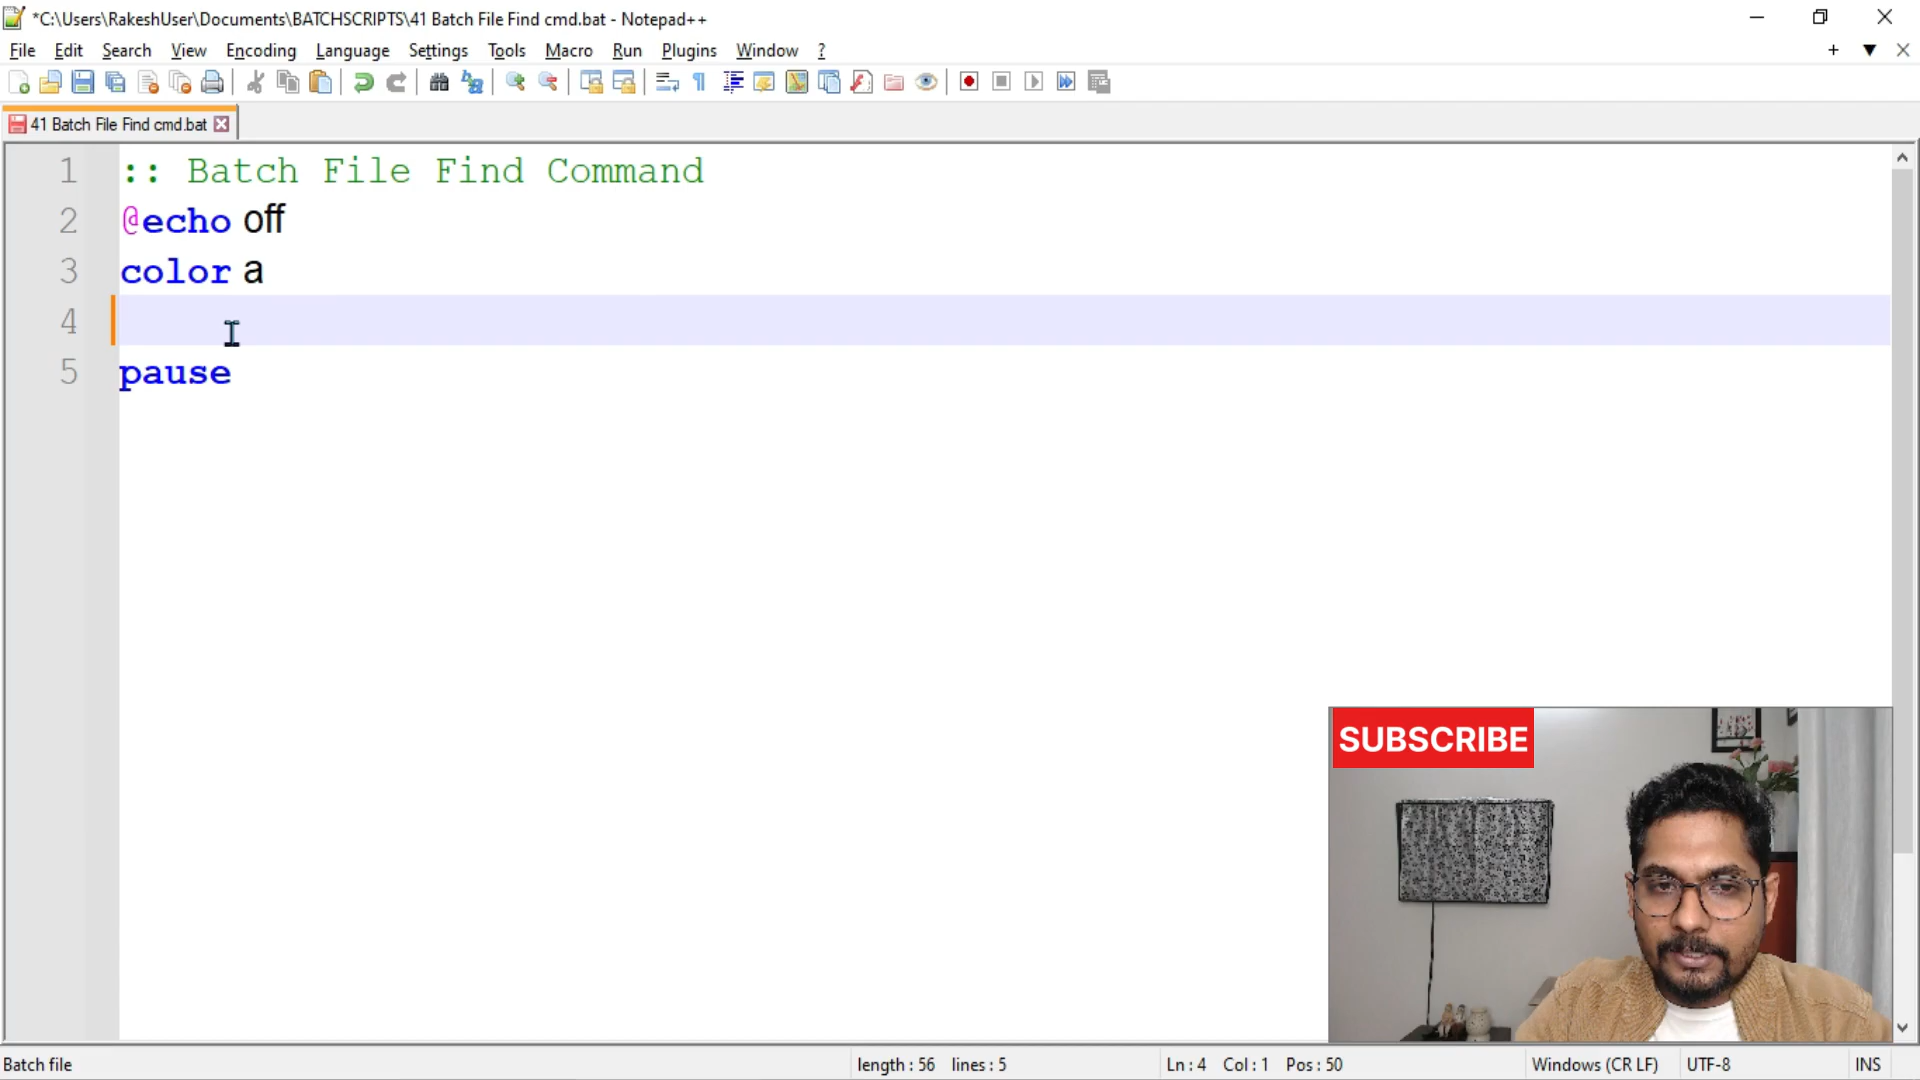 *C:\Users\RakeshUser\Documents\BATCHSCRIPTS\41 Batch File Find cmd.bat - Notepad++
File Edit Search View Encoding Language Settings Tools Macro Run Plugins Window ?
41 Batch File Find cmd.bat
1 :: Batch File Find Command
2 @echo off
3 color a
4
5 pause
SUBSCRIBE
Batch file length : 56 lines : 5 Ln : 4 Col : 1 Pos : 50 Windows (CR LF) UTF-8 INS